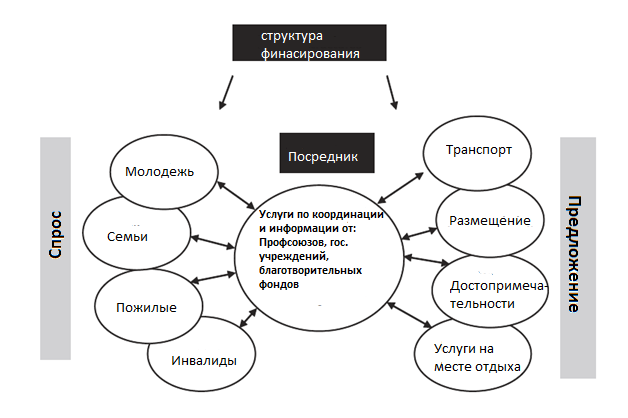 структура
финасирования
Посредник
Спрос
Молодежь
Семьи
Пожилые
Инвалиды
Услуги по координации
и информации от:
Профсоюзов, гос.
учреждений,
благотворительных
фондов
Транспорт
Размещение
Достопримеча-
тельности
Услуги на
месте отдыха
Предложение